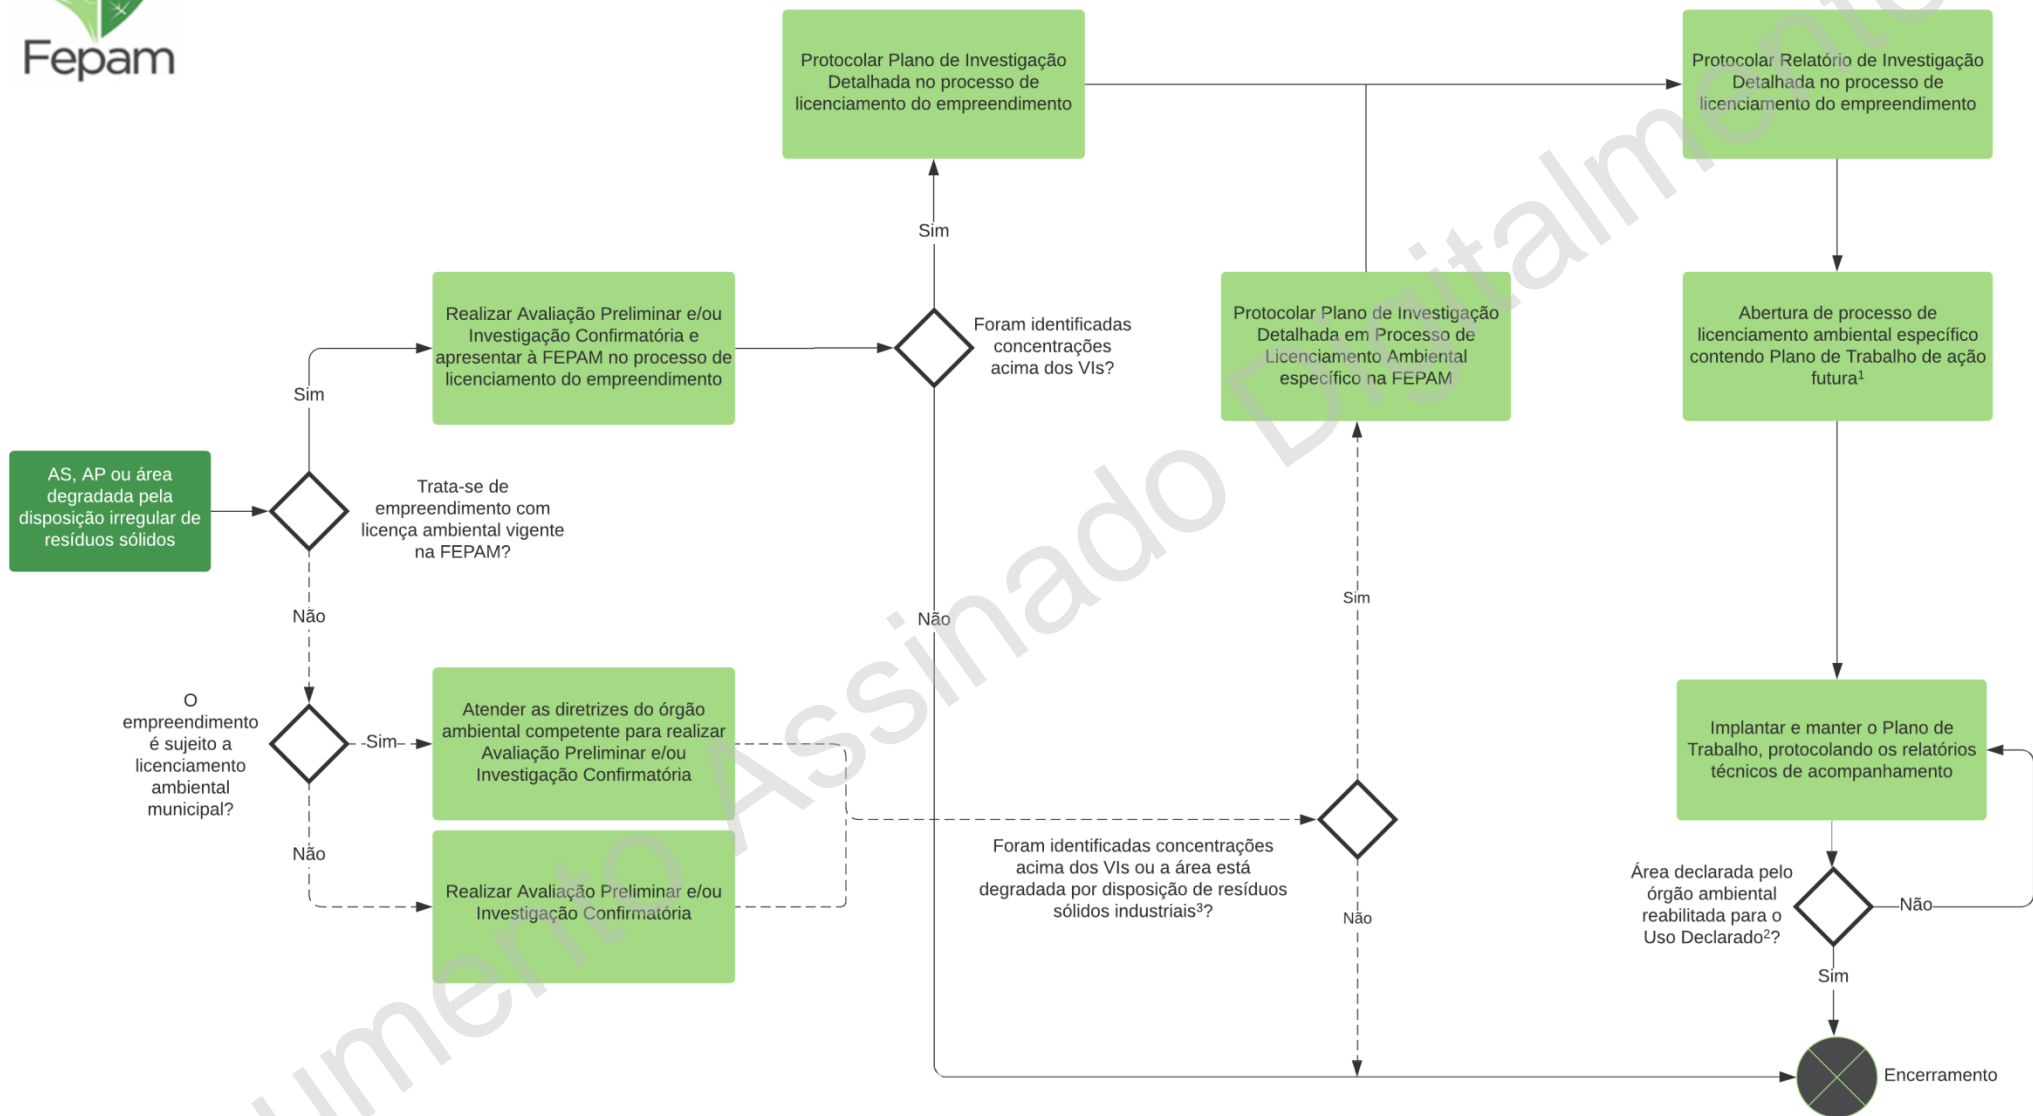 Fepam
Protocolar Plano de Investigação
Detalhada no processo de
licenciamento do empreendimento
Protocolar Relatório de Investigação
Detalhada no processo de
licenciamento do empreendimento
Sim
Realizar Avaliação Preliminar e/ou
Investigação Confirmatória e
apresentar à FEPAM no processo de
licenciamento do empreendimento
Foram identificadas
concentrações
acima dos VIs?
Protocolar Plano de Investigação
Detalhada em Processo de
Licenciamento Ambiental
específico na FEPAM
Abertura de processo de
licenciamento ambiental específico
contendo Plano de Trabalho de ação
futura¹
Sim
AS, AP ou área
degradada pela
disposição irregular de
resíduos sólidos
Trata-se de
empreendimento com
licença ambiental vigente
na FEPAM?
Sim
Não
Não
O
empreendimento
é sujeito a
licenciamento
ambiental
municipal?
Sim
Atender as diretrizes do órgão
ambiental competente para realizar
Avaliação Preliminar e/ou
Investigação Confirmatória
Implantar e manter o Plano de
Trabalho, protocolando os relatórios
técnicos de acompanhamento
Não
Realizar Avaliação Preliminar e/ou
Investigação Confirmatória
Foram identificadas concentrações
acima dos VIs ou a área está
degradada por disposição de resíduos
sólidos industriais³?
Não
Área declarada pelo
órgão ambiental
reabilitada para o
Uso Declarado²?
Não
Sim
Encerramento
umento Assinado Digitalmente